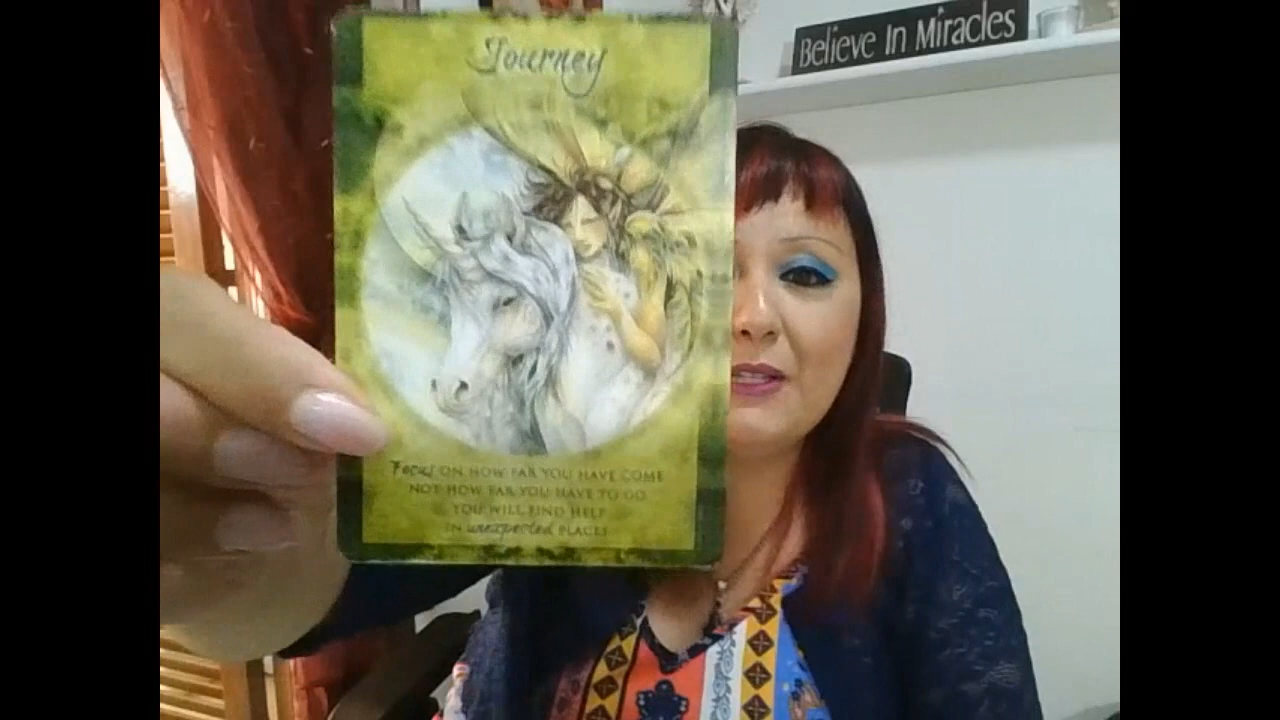 Believe In Miracles
Journey
Focus ON HOW FAR YOU HAVE COME
NOT HOW FAR YOU HAVE TO GO
YOU WILL FIND HELP
IN unexpected PLACES